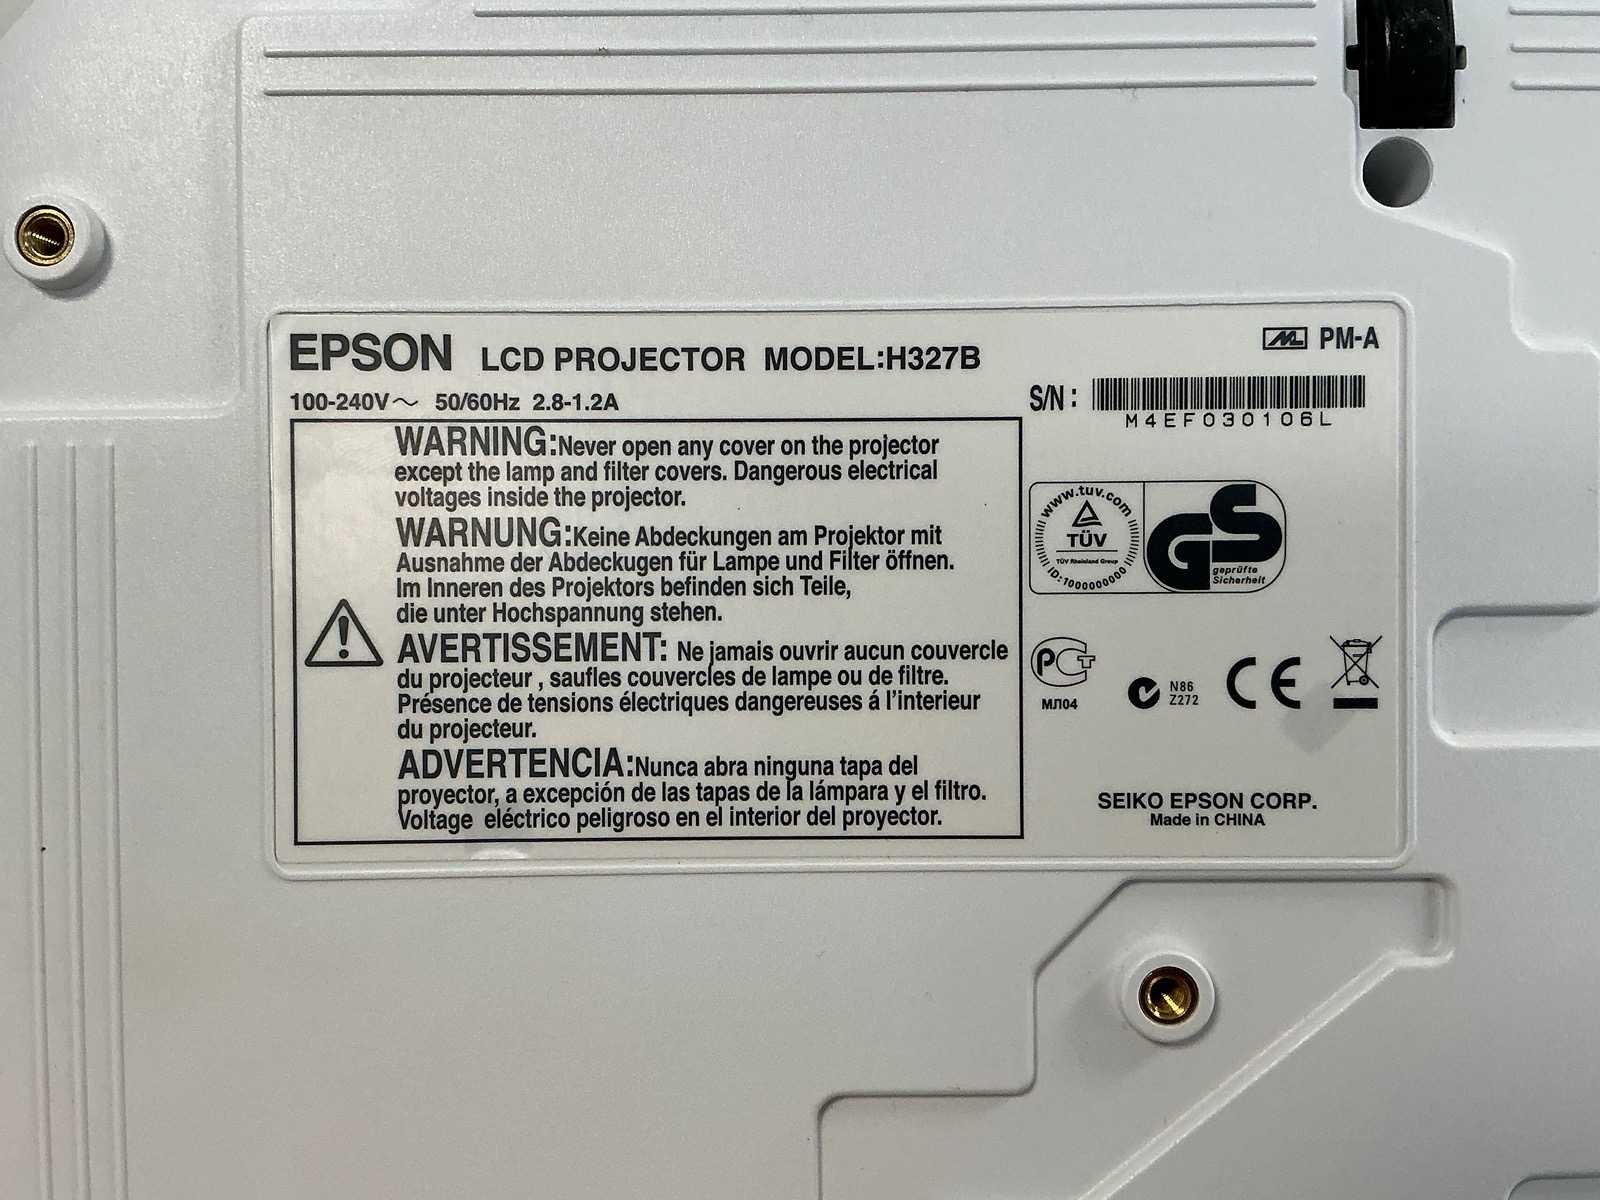 EPSON LCD PROJECTOR MODEL:H327B
PM-A
100-240V~ 50/60Hz 2.8-1.2A
S/N:
M4EF030106L
WARNING:Never open any cover on the projector
except the lamp and filter covers. Dangerous electrical
voltages inside the projector.
WARNUNG:Keine Abdeckungen am Projektor mit
Ausnahme der Abdeckugen für Lampe und Filter öffnen.
Im Inneren des Projektors befinden sich Teile,
die unter Hochspannung stehen.
AVERTISSEMENT: Ne jamais ouvrir aucun couvercle
du projecteur , saufles couvercles de lampe ou de filtre.
Présence de tensions électriques dangereuses á l'interieur
du projecteur.
ADVERTENCIA:Nunca abra ninguna tapa del
proyector, a excepción de las tapas de la lámpara y el filtro.
Voltage eléctrico peligroso en el interior del proyector.
www.tuv.com
TÜV
TÜV Rheinland Group
ID:1000000000
GS
geprüfte
Sicherheit
PCT
МЛ04
N86
Z272
CE
SEIKO EPSON CORP.
Made in CHINA